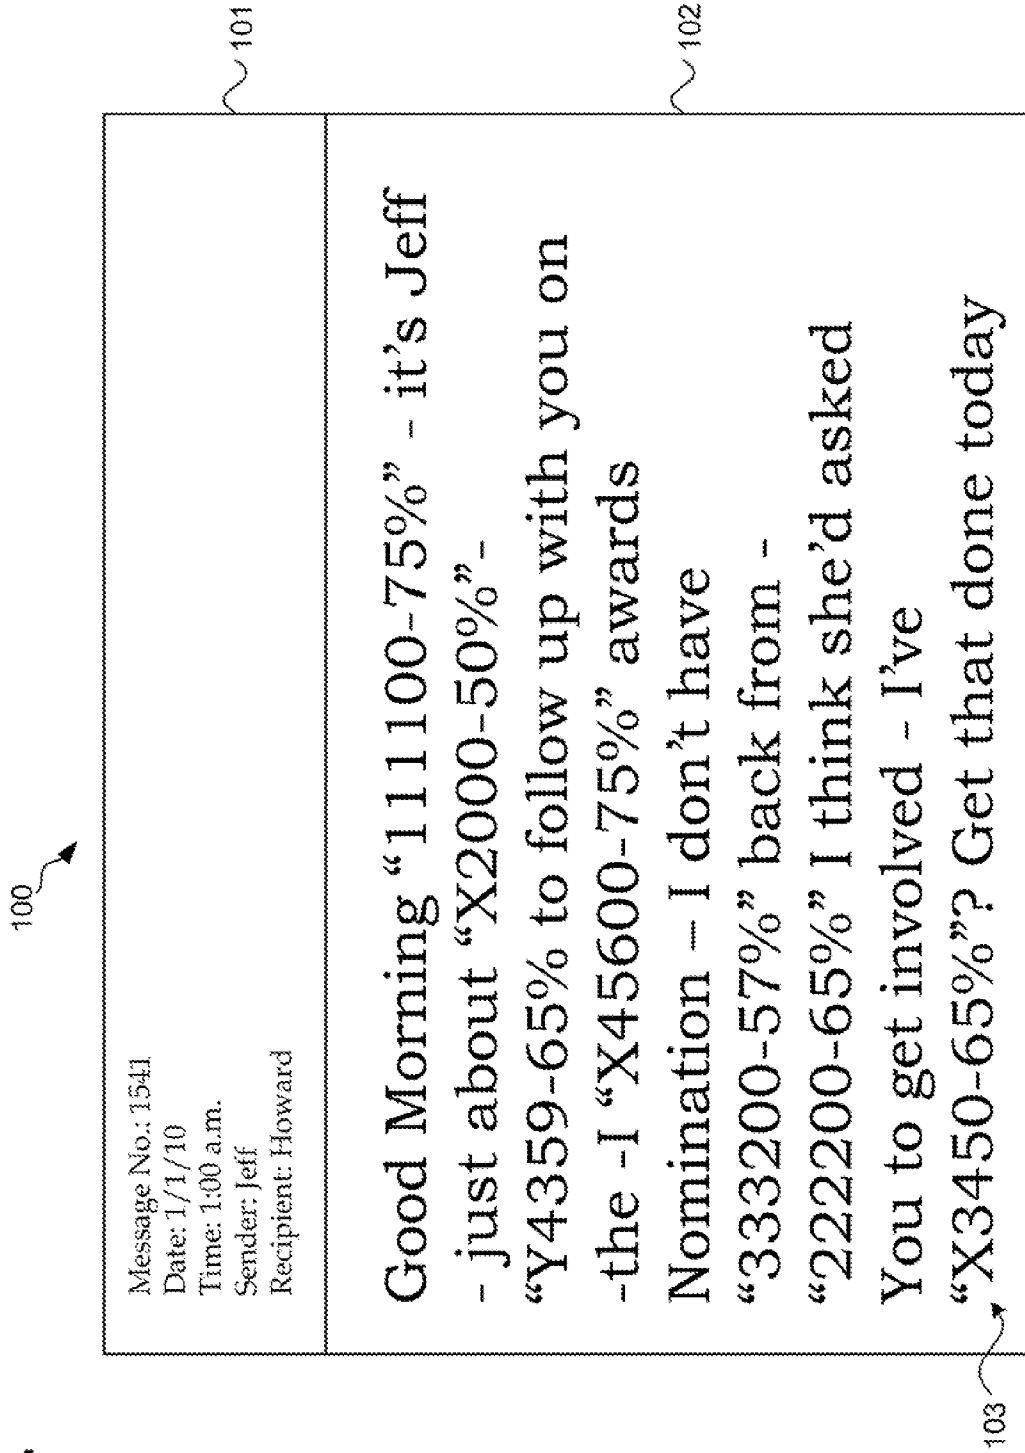 100
101
Message No.: 1541
Date: 1/1/10
Time: 1:00 a.m.
Sender: Jeff
Recipient: Howard
102
Good Morning “111100-75%” - it’s Jeff
- just about “X2000-50%”-
“Y4359-65% to follow up with you on
-the -I “X45600-75%” awards
Nomination – I don’t have
“333200-57%” back from -
“222200-65%” I think she’d asked
You to get involved - I’ve
“X3450-65%”? Get that done today
103